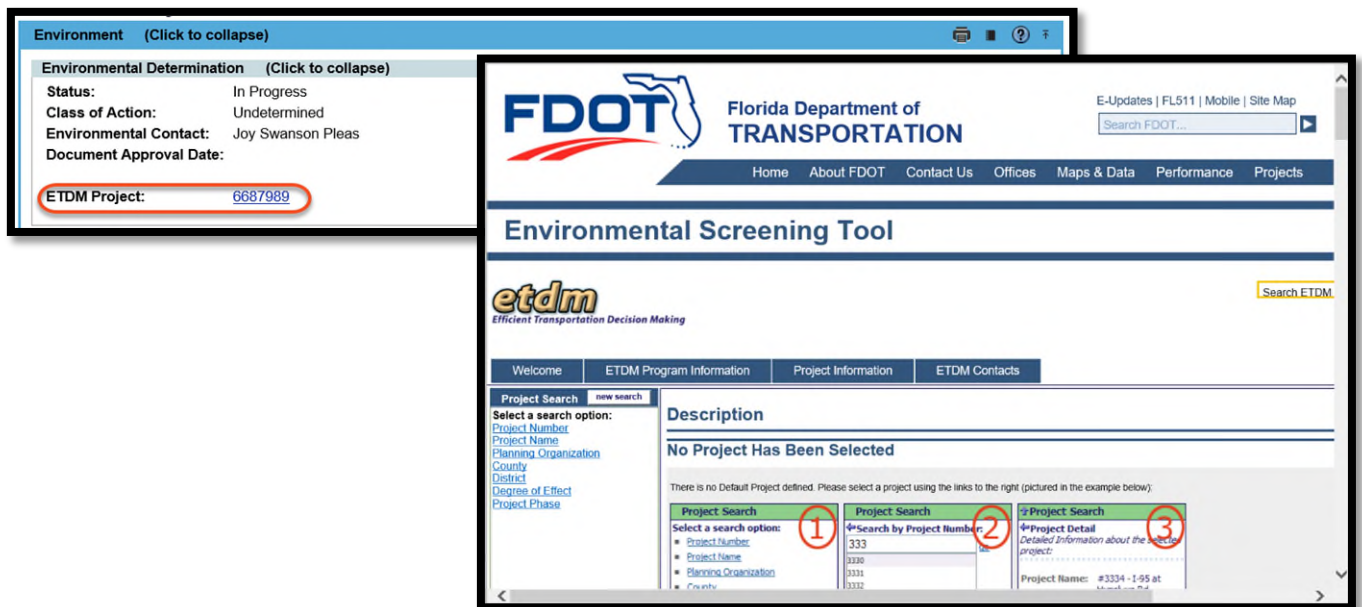 Environment (Click to collapse)
Environmental Determination (Click to collapse)
Status: In Progress
Class of Action: Undetermined
Environmental Contact: Joy Swanson Pleas
Document Approval Date:
ETDM Project: 6687989
FDOT
Florida Department of
TRANSPORTATION
E-Updates | FL511 | Mobile | Site Map
Search FDOT...
Home About FDOT Contact Us Offices Maps & Data Performance Projects
Environmental Screening Tool
etdm
Efficient Transportation Decision Making
Search ETDM
Welcome ETDM Program Information Project Information ETDM Contacts
Project Search new search
Select a search option:
Project Number
Project Name
Planning Organization
County
District
Degree of Effect
Project Phase
Description
No Project Has Been Selected
There is no Default Project defined. Please select a project using the links to the right (pictured in the example below):
Project Search 1
Select a search option:
Project Number
Project Name
Planning Organization
County
Project Search 2
Search by Project Number:
333
3330
3331
3332
Project Search 3
Project Detail
Detailed Information about the selected
project:
Project Name: #3334 - I-95 at